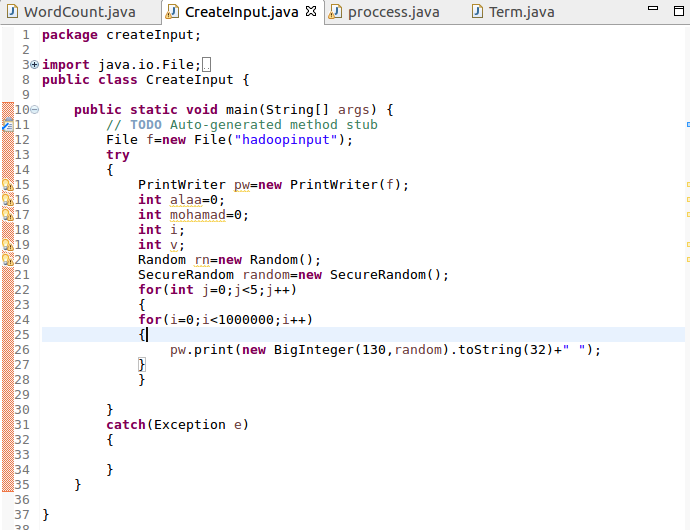 WordCount.java CreateInput.java proccess.java Term.java
1 package createInput;
2
3 import java.io.File;
8 public class CreateInput {
9
10     public static void main(String[] args) {
11         // TODO Auto-generated method stub
12         File f=new File("hadoopinput");
13         try
14         {
15             PrintWriter pw=new PrintWriter(f);
16             int alaa=0;
17             int mohamad=0;
18             int i;
19             int v;
20             Random rn=new Random();
21             SecureRandom random=new SecureRandom();
22             for(int j=0;j<5;j++)
23             {
24             for(i=0;i<1000000;i++)
25             {
26                 pw.print(new BigInteger(130,random).toString(32)+" ");
27             }
28             }
29
30         }
31         catch(Exception e)
32         {
33
34         }
35     }
36
37 }
38